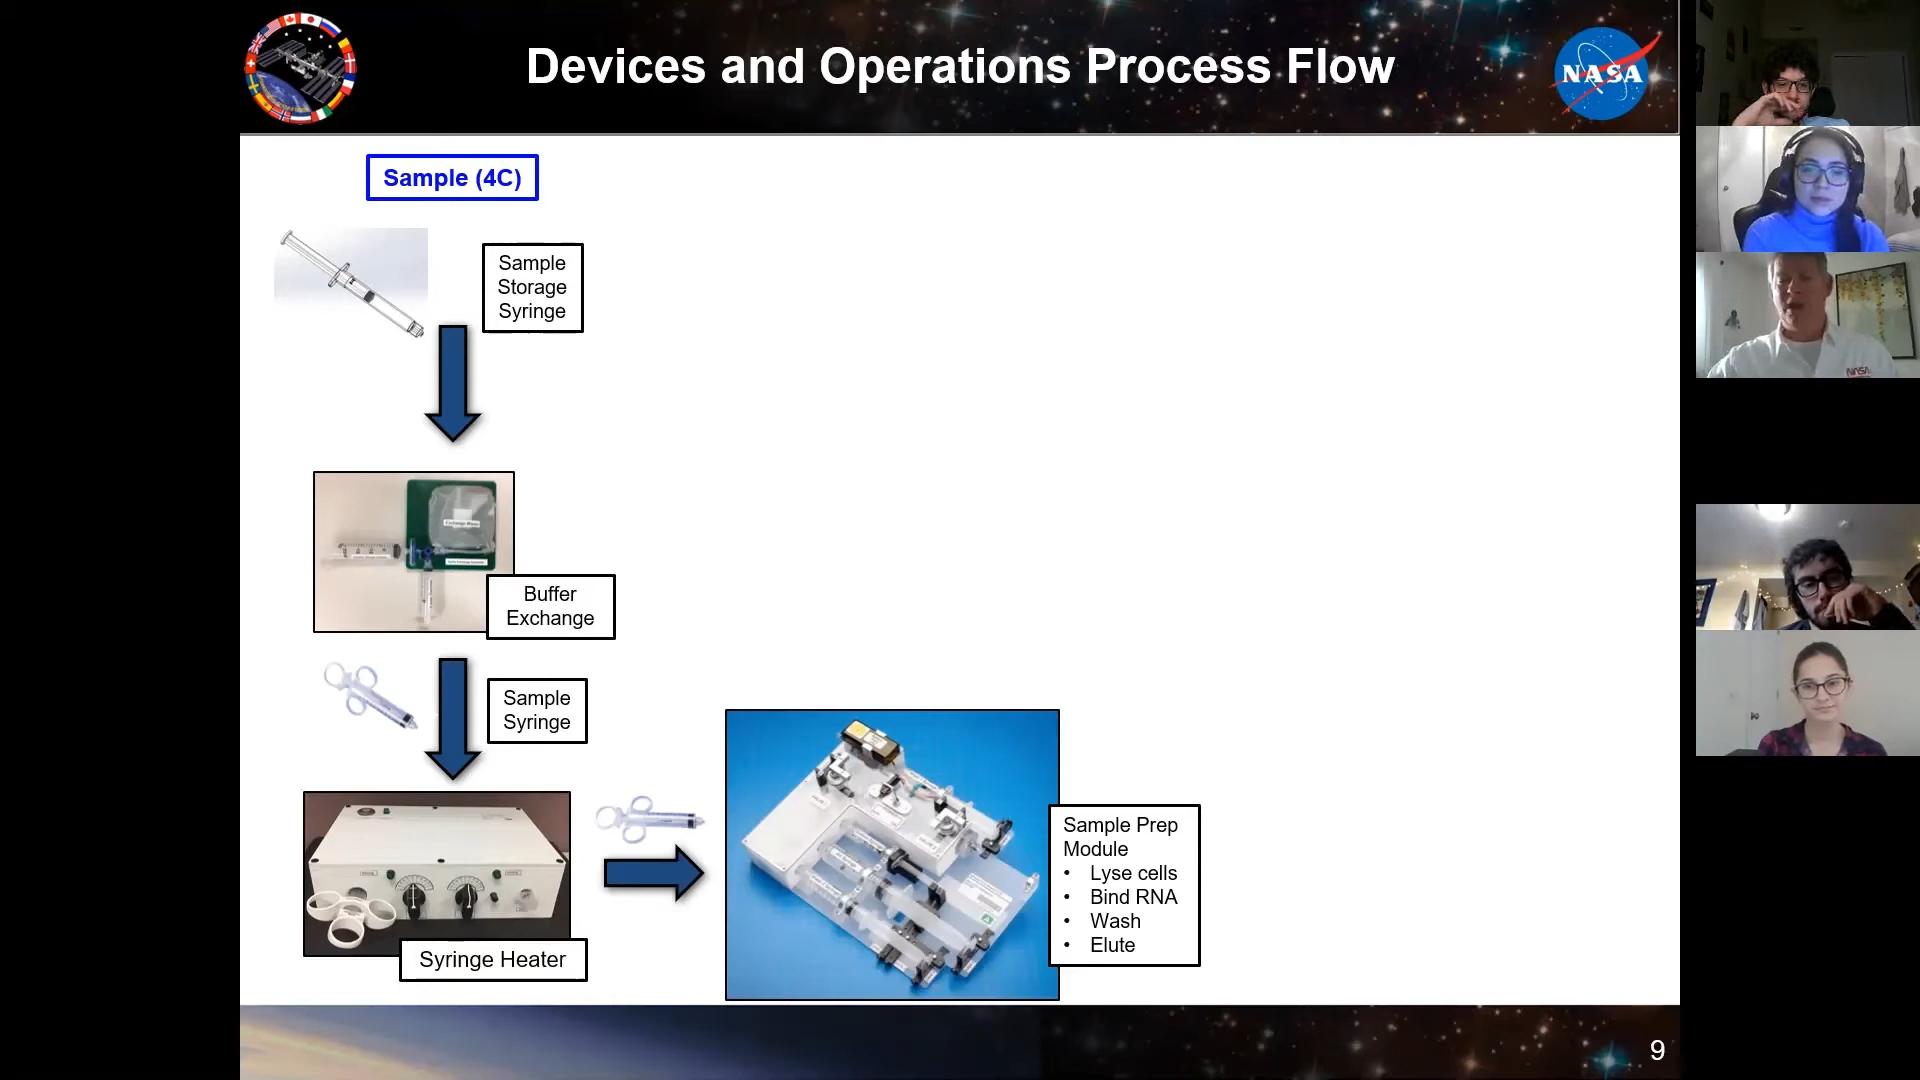 Devices and Operations Process Flow
NASA
Sample (4C)
Sample
Storage
Syringe
Buffer
Exchange
Sample
Syringe
Syringe Heater
Sample Prep
Module
• Lyse cells
• Bind RNA
• Wash
• Elute
NASA
9